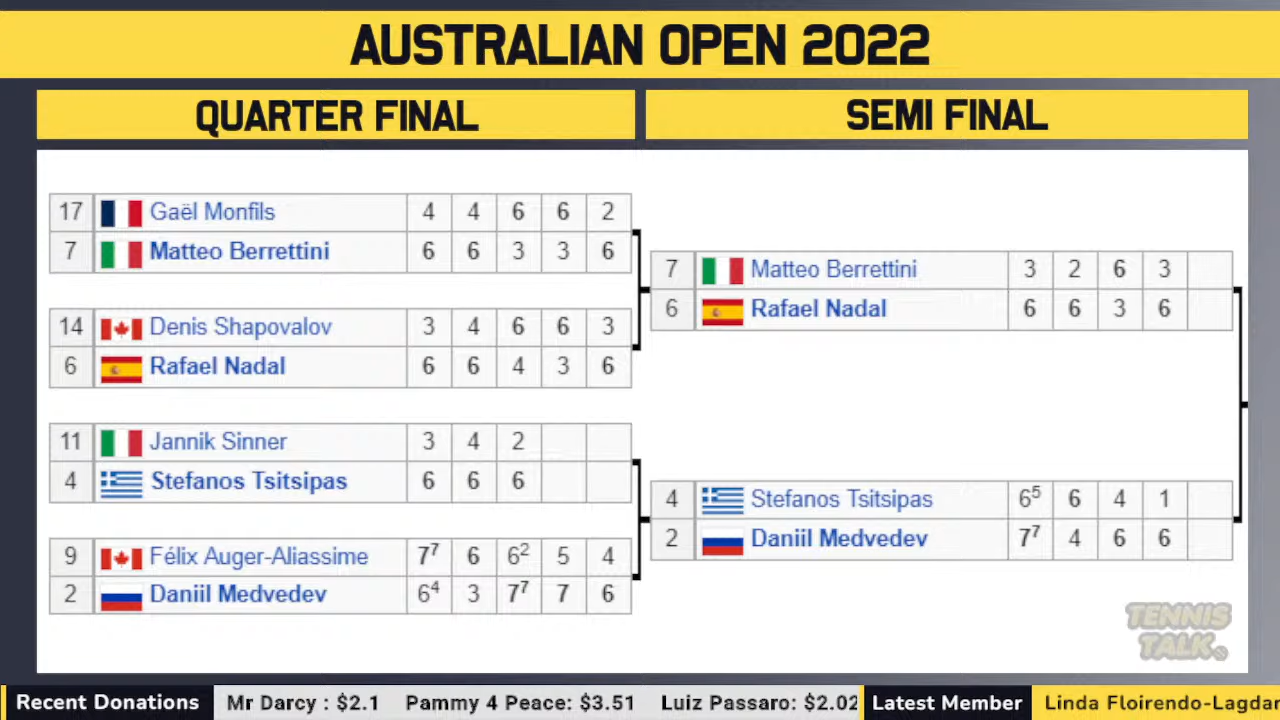 AUSTRALIAN OPEN 2022
QUARTER FINAL
SEMI FINAL
17 Gaël Monfils 4 4 6 6 2
7 Matteo Berrettini 6 6 3 3 6
14 Denis Shapovalov 3 4 6 6 3
6 Rafael Nadal 6 6 4 3 6
11 Jannik Sinner 3 4 2
4 Stefanos Tsitsipas 6 6 6
9 Félix Auger-Aliassime 7⁷ 6 6² 5 4
2 Daniil Medvedev 6⁴ 3 7⁷ 7 6
7 Matteo Berrettini 3 2 6 3
6 Rafael Nadal 6 6 3 6
4 Stefanos Tsitsipas 6⁵ 6 4 1
2 Daniil Medvedev 7⁷ 4 6 6
TENNIS
TALK
Recent Donations Mr Darcy : $2.1 Pammy 4 Peace: $3.51 Luiz Passaro: $2.02 Latest Member Linda Floirendo-Lagdar